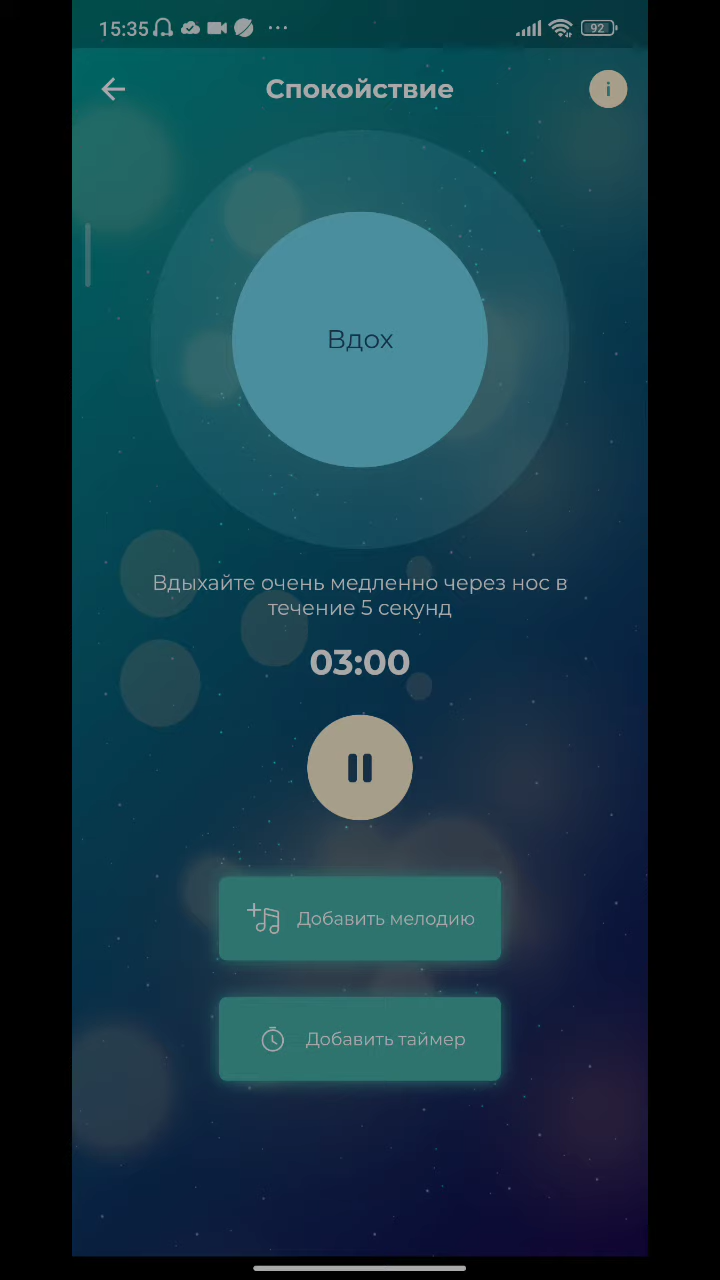 15:35
92
Спокойствие
i
Вдох
Вдыхайте очень медленно через нос в
течение 5 секунд
03:00
Добавить мелодию
Добавить таймер